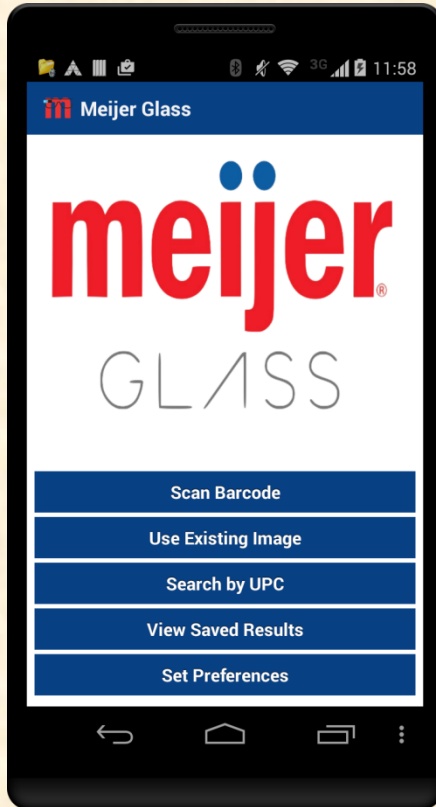 3G 11:58
Meijer Glass
meijer®
GLASS
Scan Barcode
Use Existing Image
Search by UPC
View Saved Results
Set Preferences